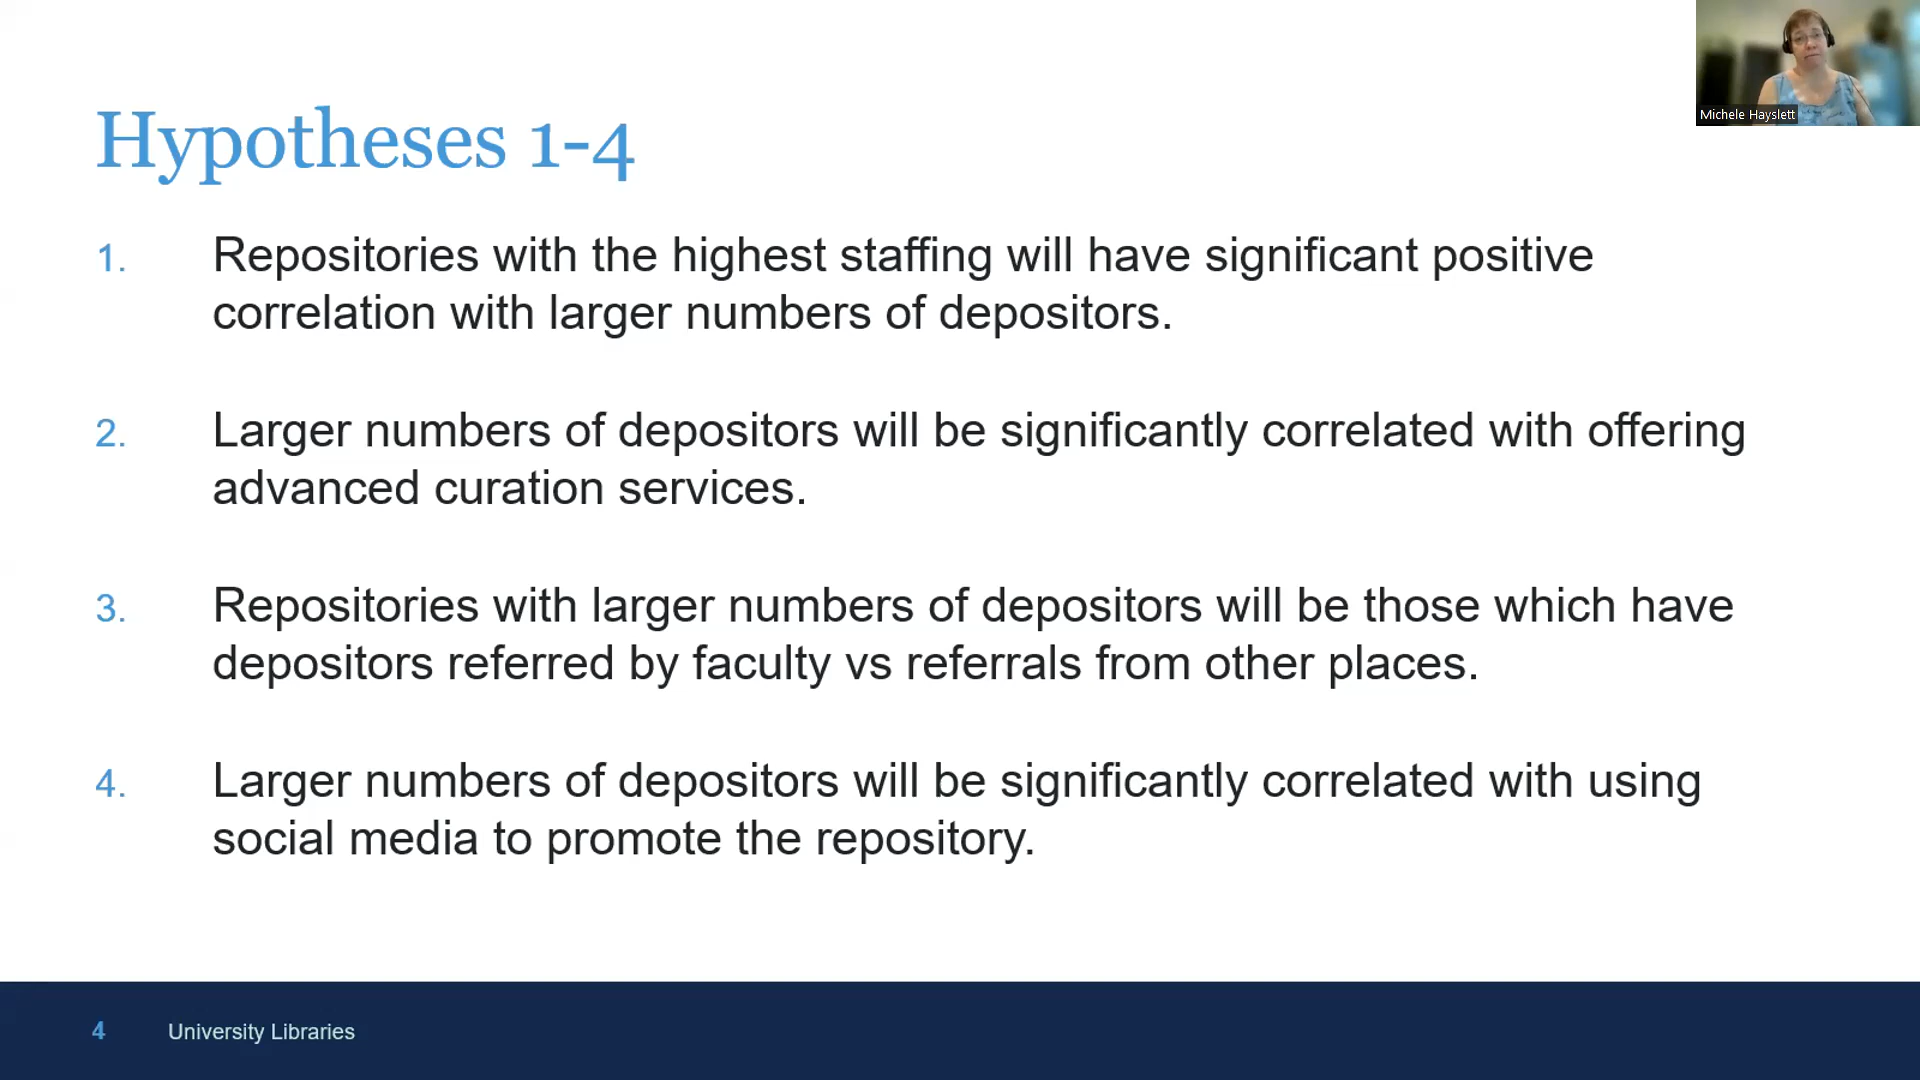 Michele Hayslett
Hypotheses 1-4
1. Repositories with the highest staffing will have significant positive
correlation with larger numbers of depositors.
2. Larger numbers of depositors will be significantly correlated with offering
advanced curation services.
3. Repositories with larger numbers of depositors will be those which have
depositors referred by faculty vs referrals from other places.
4. Larger numbers of depositors will be significantly correlated with using
social media to promote the repository.
4 University Libraries